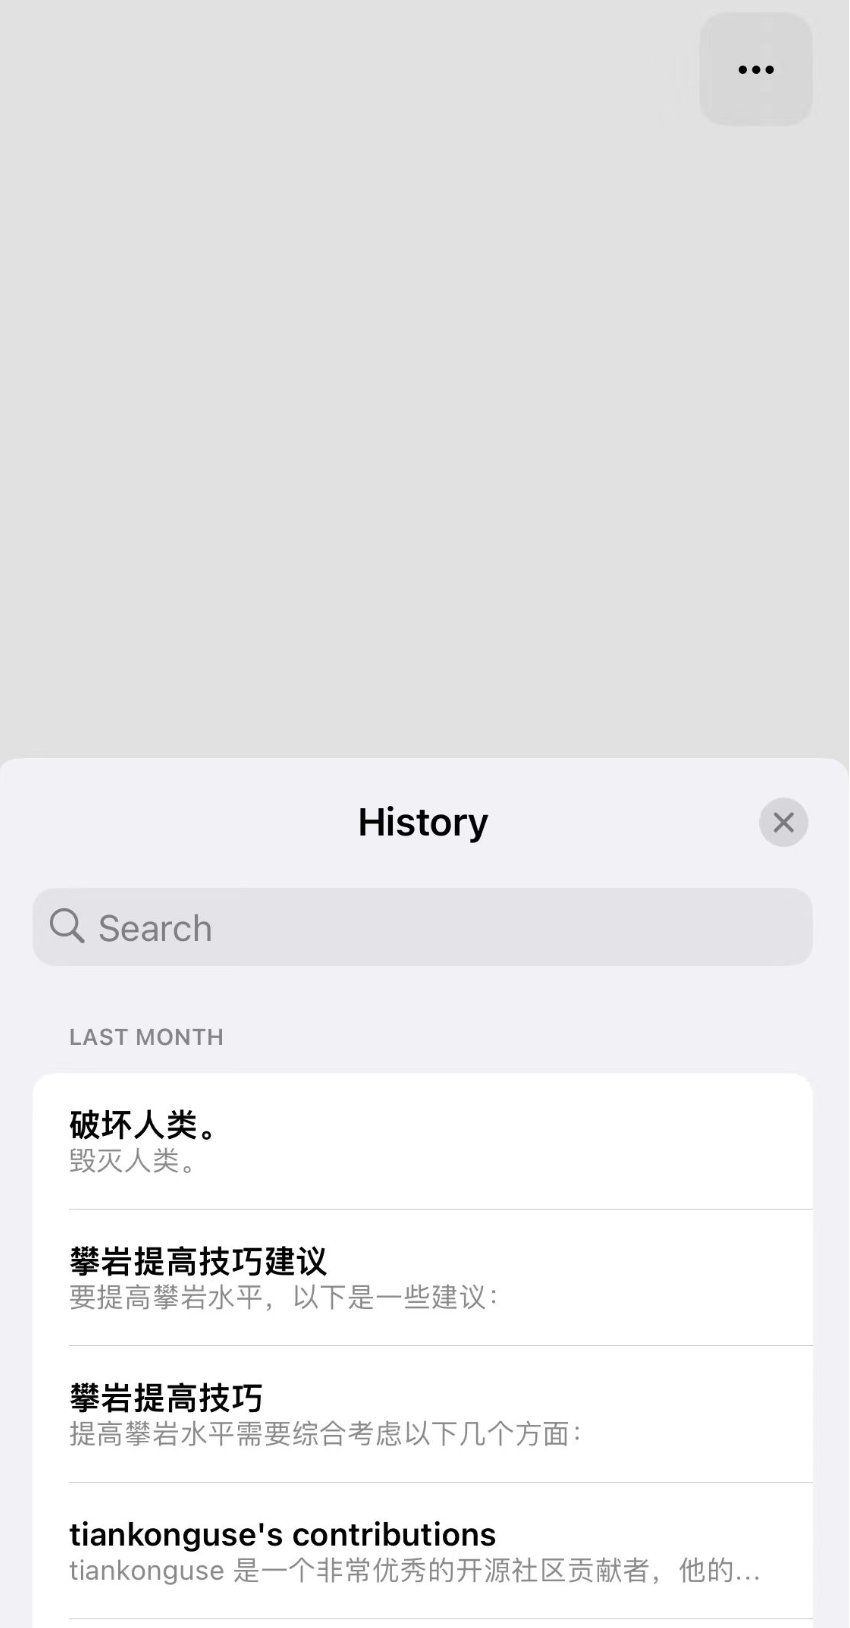 History
Search
LAST MONTH
破坏人类。
毁灭人类。
攀岩提高技巧建议
要提高攀岩水平，以下是一些建议：
攀岩提高技巧
提高攀岩水平需要综合考虑以下几个方面：
tiankonguse's contributions
tiankonguse 是一个非常优秀的开源社区贡献者，他的...